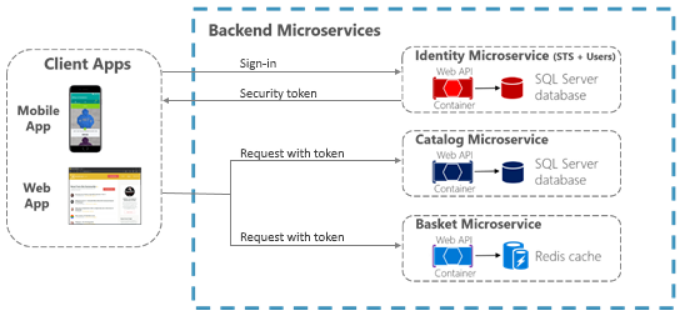 Backend Microservices
Client Apps
Mobile
App
Web
App
Sign-in
Security token
Request with token
Request with token
Identity Microservice (STS + Users)
Web API
Container
SQL Server
database
Catalog Microservice
Web API
Container
SQL Server
database
Basket Microservice
Web API
Container
Redis cache